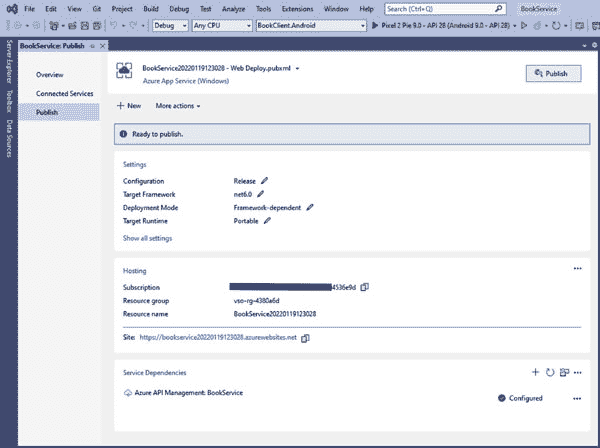 File Edit View Git Project Build Debug Test Analyze Tools Extensions Window Help Search (Ctrl+Q) BookService
Debug Any CPU BookClient.Android Pixel 2 Pie 9.0 - API 28 (Android 9.0 - API 28)
Server Explorer
Toolbox
Data Sources
BookService: Publish
Overview
Connected Services
Publish
BookService20220119123028 - Web Deploy.pubxml
Azure App Service (Windows)
Publish
New More actions
Ready to publish.
Settings
Configuration Release
Target Framework net6.0
Deployment Mode Framework-dependent
Target Runtime Portable
Show all settings
Hosting
Subscription 4536e9d
Resource group vso-rg-4380a6d
Resource name BookService20220119123028
Site: https://bookservice20220119123028.azurewebsites.net
Service Dependencies
Azure API Management: BookService
Configured